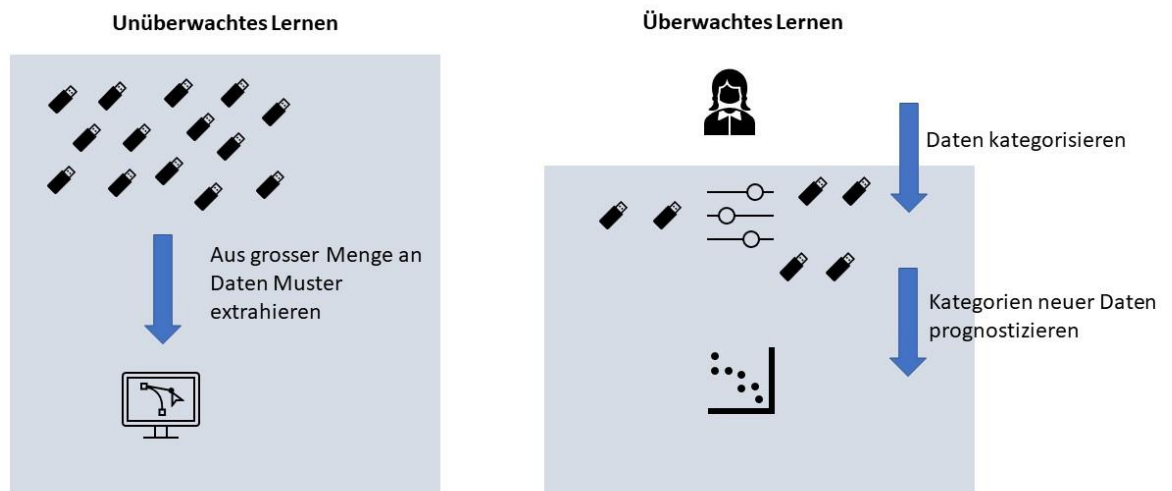 Unüberwachtes Lernen
Aus grosser Menge an
Daten Muster
extrahieren
Überwachtes Lernen
Daten kategorisieren
Kategorien neuer Daten
prognostizieren